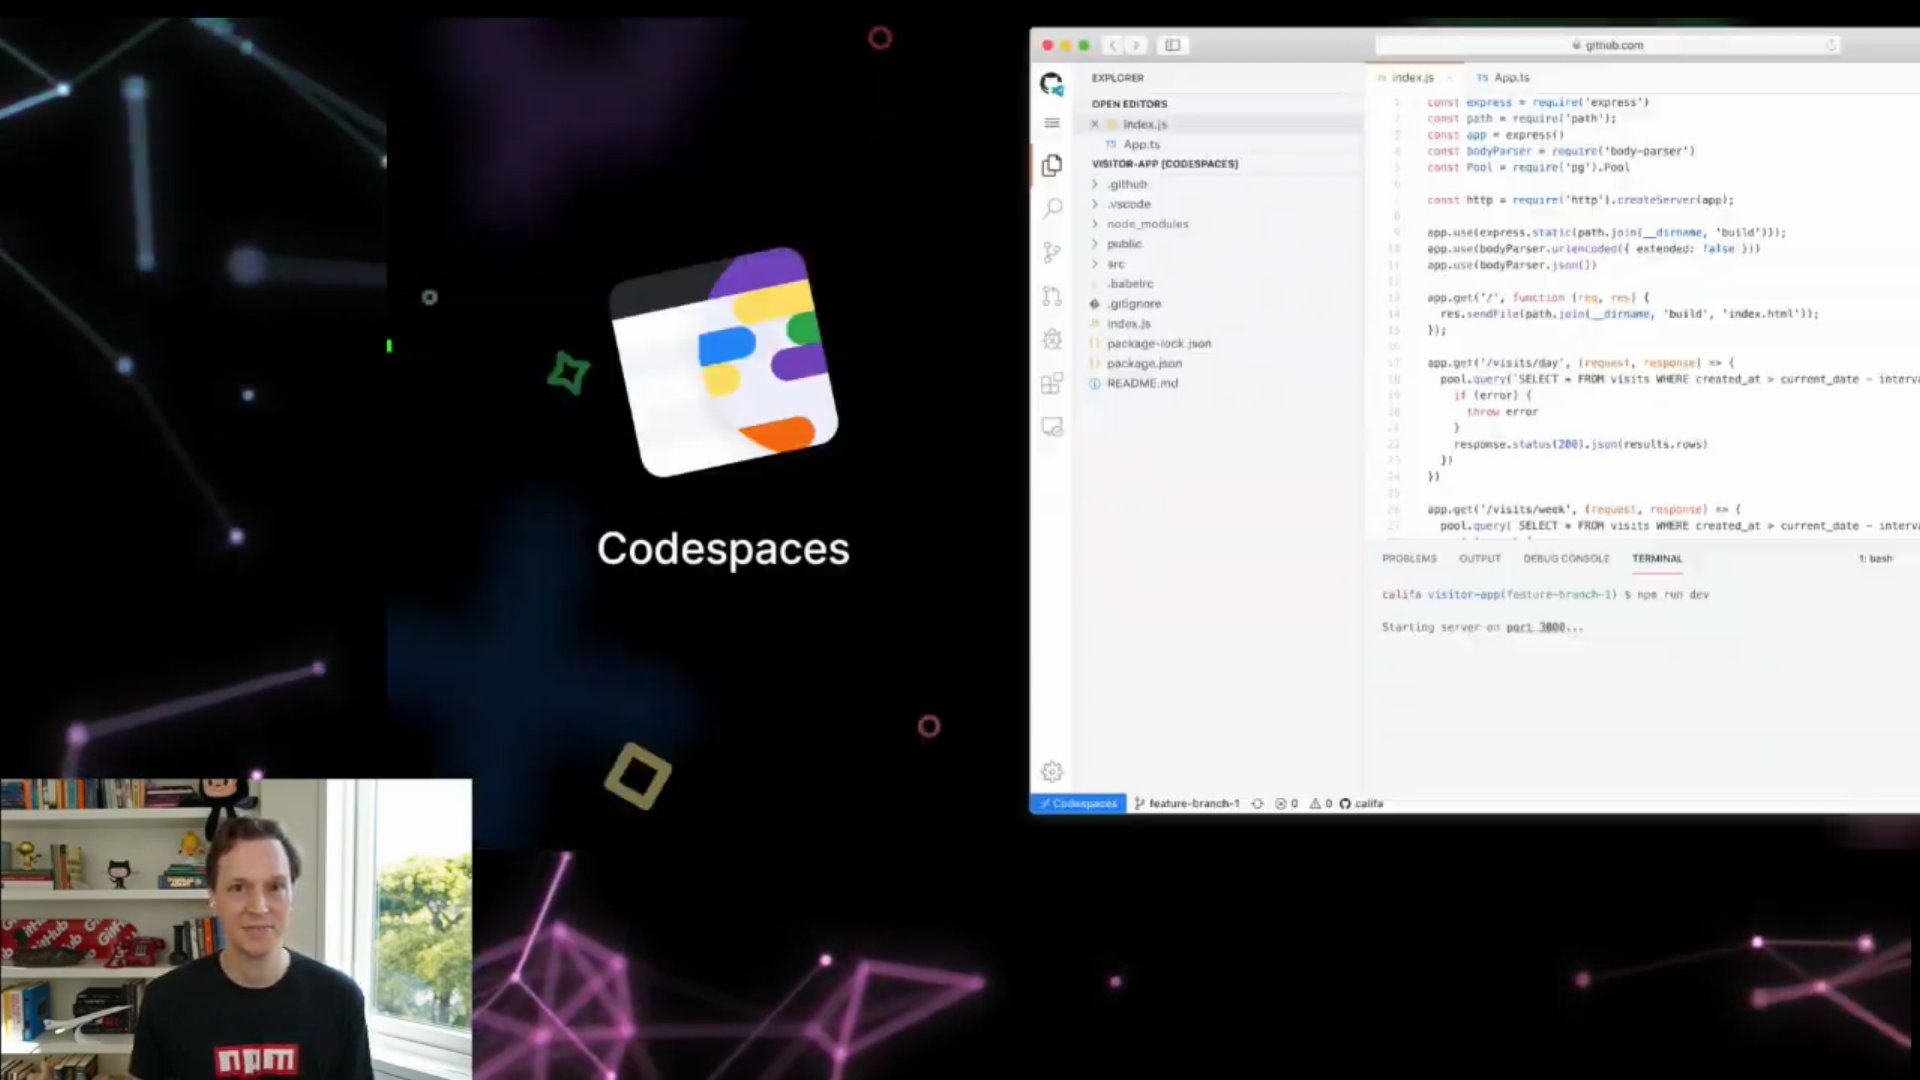 Codespaces
github.com
EXPLORER
OPEN EDITORS
index.js
TS App.ts
VISITOR-APP [CODESPACES]
.github
.vscode
node_modules
public
src
.babelrc
.gitignore
index.js
package-lock.json
package.json
README.md
index.js
TS App.ts
const express = require('express')
const path = require('path');
const app = express()
const bodyParser = require('body-parser')
const Pool = require('pg').Pool
const http = require('http').createServer(app);
app.use(express.static(path.join(__dirname, 'build')));
app.use(bodyParser.urlencoded({ extended: false }))
app.use(bodyParser.json())
app.get('/', function (req, res) {
res.sendFile(path.join(__dirname, 'build', 'index.html'));
});
app.get('/visits/day', (request, response) => {
pool.query(`SELECT * FROM visits WHERE created_at > current_date - interv
if (error) {
throw error
}
response.status(200).json(results.rows)
})
})
app.get('/visits/week', (request, response) => {
pool.query(`SELECT * FROM visits WHERE created_at > current_date - interv
PROBLEMS OUTPUT DEBUG CONSOLE TERMINAL 1: bash
califa visitor-app(feature-branch-1) $ npm run dev
Starting server on port 3000...
Codespaces feature-branch-1 0 0 califa
GitHub
npm